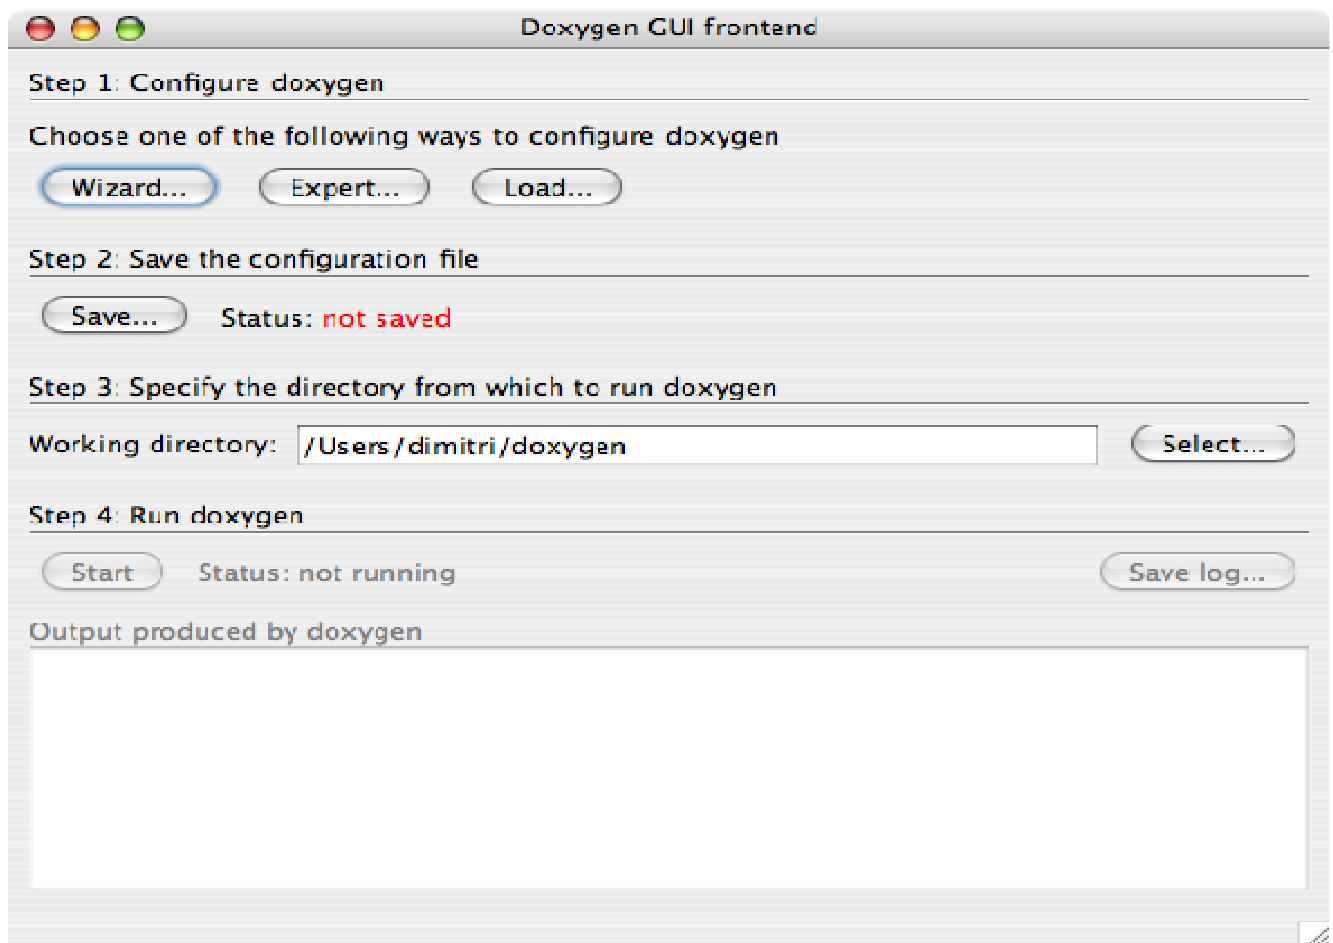 Doxygen GUI frontend
Step 1: Configure doxygen
Choose one of the following ways to configure doxygen
Wizard... Expert... Load...
Step 2: Save the configuration file
Save... Status: not saved
Step 3: Specify the directory from which to run doxygen
Working directory: /Users/dimitri/doxygen Select...
Step 4: Run doxygen
Start Status: not running Save log...
Output produced by doxygen